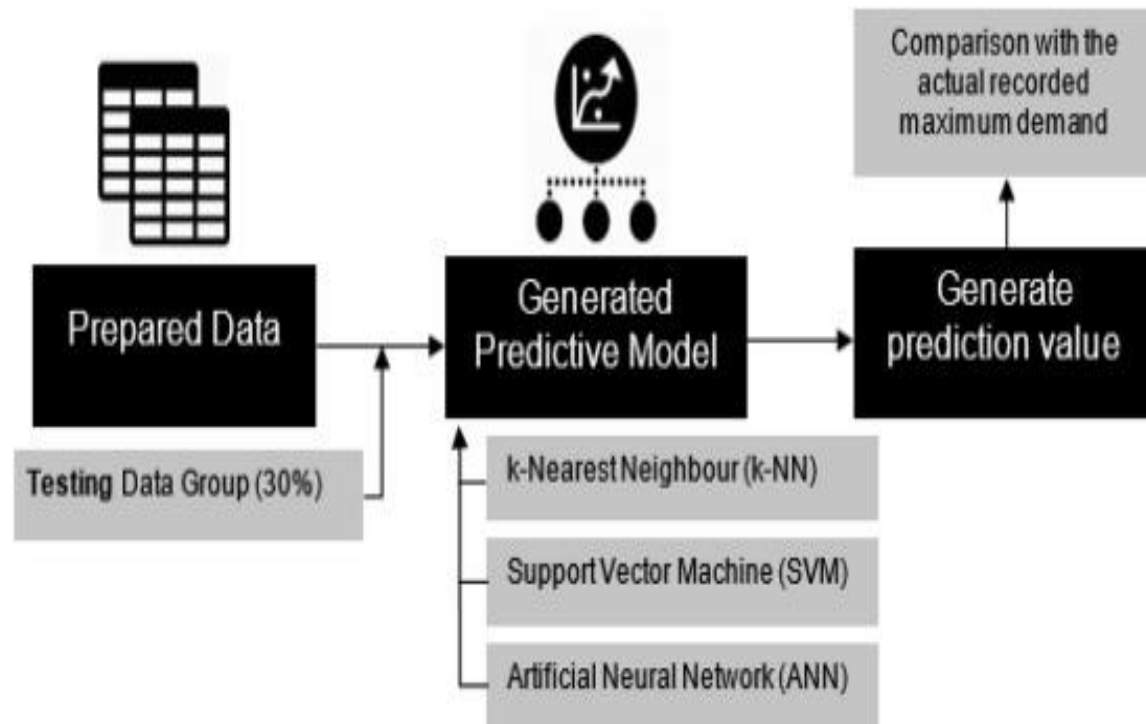 Prepared Data
Testing Data Group (30%)
Generated
Predictive Model
k-Nearest Neighbour (k-NN)
Support Vector Machine (SVM)
Artificial Neural Network (ANN)
Generate
prediction value
Comparison with the
actual recorded
maximum demand